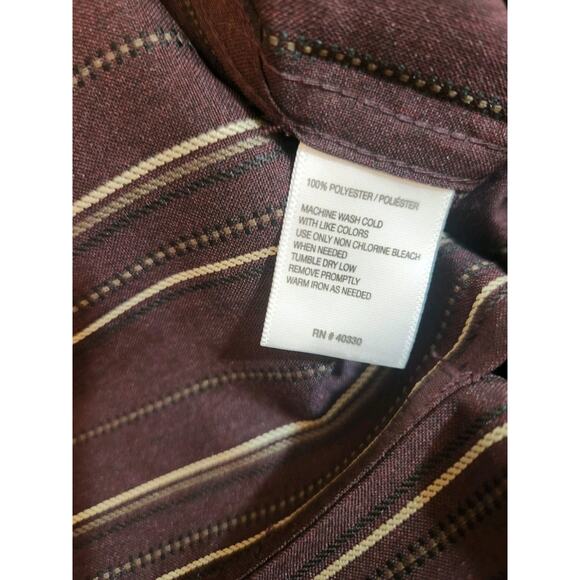 100% POLYESTER / POLIÉSTER
MACHINE WASH COLD
WITH LIKE COLORS
USE ONLY NON CHLORINE BLEACH
WHEN NEEDED
TUMBLE DRY LOW
REMOVE PROMPTLY
WARM IRON AS NEEDED
RN # 40330